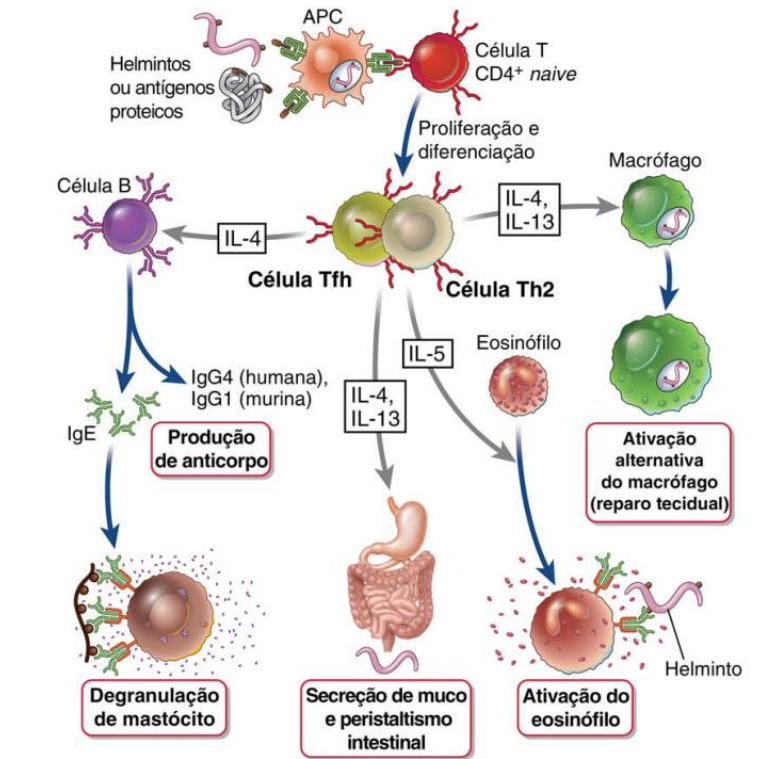 APC
Helmintos
ou antígenos
proteicos
Célula T
CD4+ naive
Proliferação e
diferenciação
Macrófago
Célula B
IL-4
IL-4,
IL-13
Célula Tfh
Célula Th2
IL-5
Eosinófilo
IL-4,
IL-13
IgG4 (humana),
IgG1 (murina)
IgE
Produção
de anticorpo
Ativação
alternativa
do macrófago
(reparo tecidual)
Helminto
Degranulação
de mastócito
Secreção de muco
e peristaltismo
intestinal
Ativação do
eosinófilo